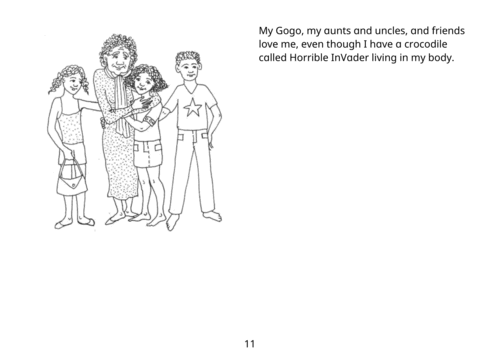 My Gogo, my aunts and uncles, and friends
love me, even though I have a crocodile
called Horrible InVader living in my body.
11